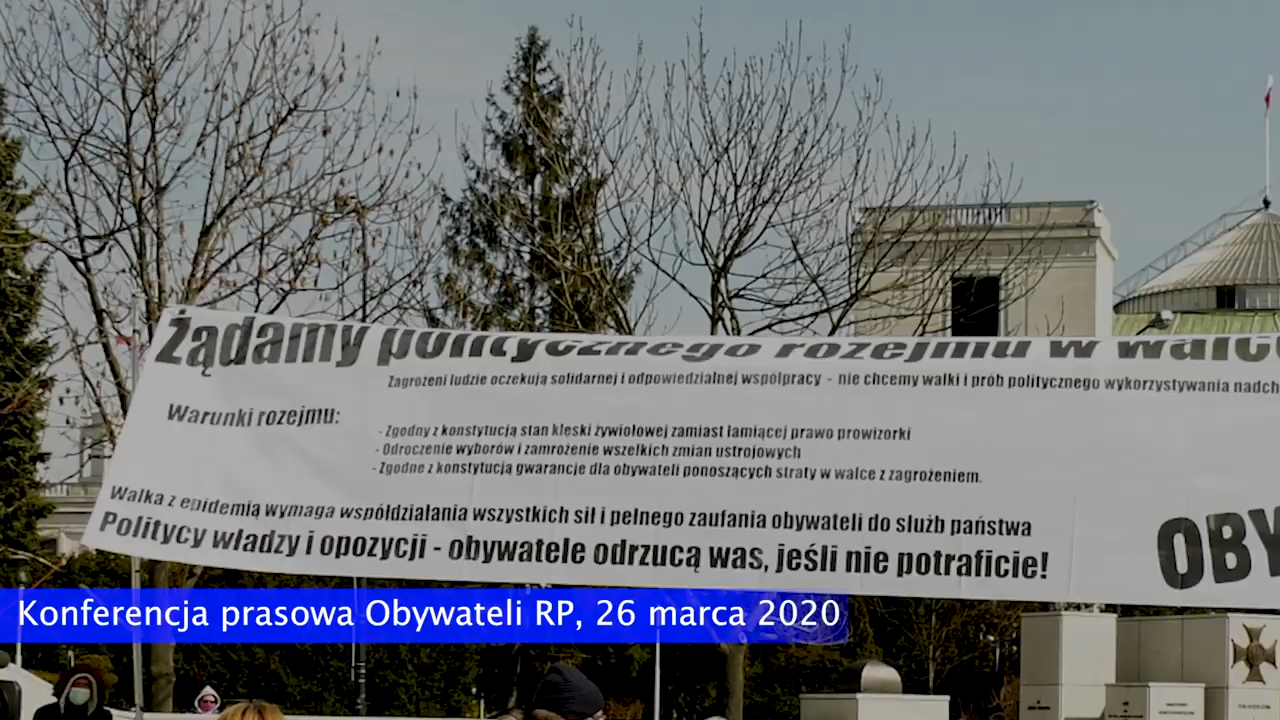 Żądamy politycznego rozejmu w walce
Zagrożeni ludzie oczekują solidarnej i odpowiedzialnej współpracy - nie chcemy walki i prób politycznego wykorzystywania nadch
Warunki rozejmu:
- Zgodny z konstytucją stan klęski żywiołowej zamiast łamiącej prawo prowizorki
- Odroczenie wyborów i zamrożenie wszelkich zmian ustrojowych
- Zgodne z konstytucją gwarancje dla obywateli ponoszących straty w walce z zagrożeniem.
Walka z epidemią wymaga współdziałania wszystkich sił i pełnego zaufania obywateli do służb państwa
Politycy władzy i opozycji - obywatele odrzucą was, jeśli nie potraficie!
OBY
Konferencja prasowa Obywateli RP, 26 marca 2020